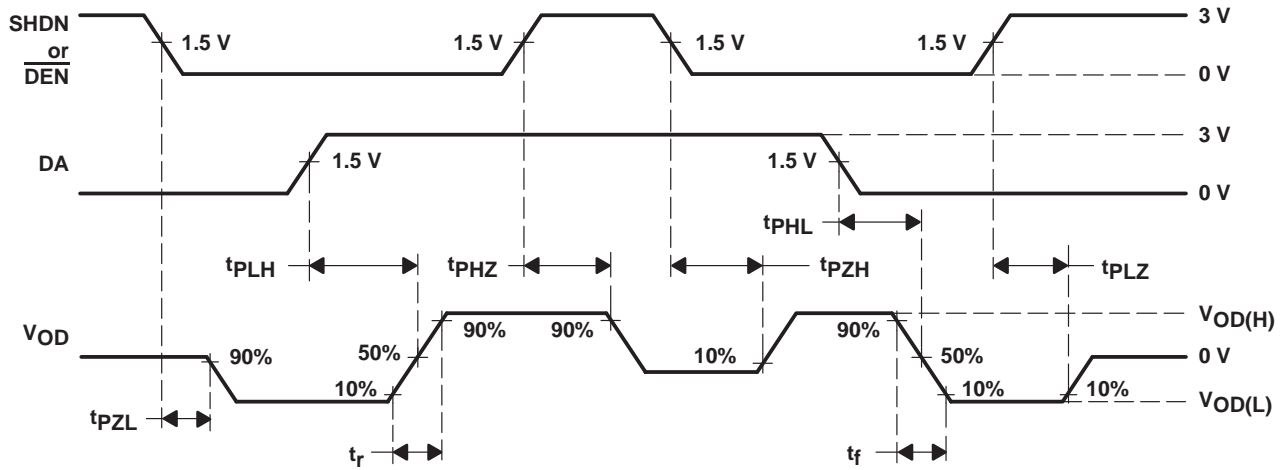 SHDN
or
DEN
1.5 V
1.5 V
1.5 V
1.5 V
3 V
0 V
DA
1.5 V
1.5 V
3 V
0 V
tPHL
tPLH
tPHZ
tPZH
tPLZ
VOD
90%
50%
10%
90%
90%
10%
90%
50%
10%
10%
VOD(H)
0 V
VOD(L)
tPZL
tr
tf